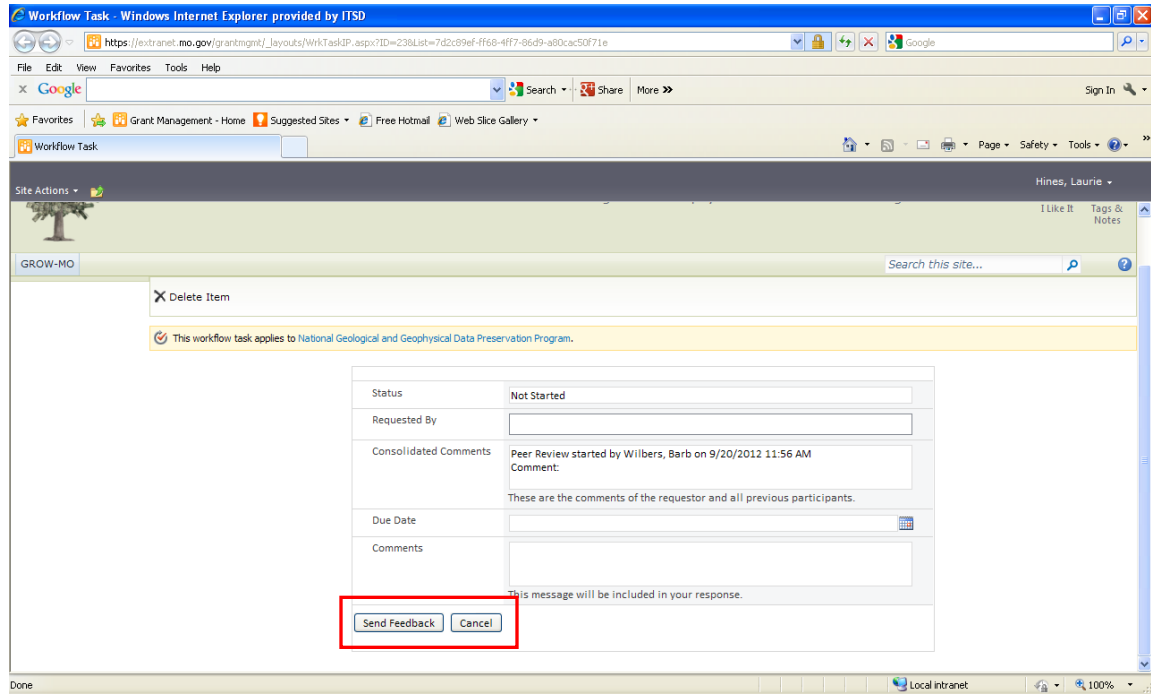 Workflow Task - Windows Internet Explorer provided by ITSD
https://extranet.mo.gov/grantmgmt/_layouts/WrkTaskIP.aspx?ID=23&List=7d2c89ef-ff68-4ff7-86d9-a80cac50f71e
Google
File Edit View Favorites Tools Help
x Google Search Share More >> Sign In
Favorites Grant Management - Home Suggested Sites Free Hotmail Web Slice Gallery
Workflow Task Page Safety Tools
Site Actions Hines, Laurie
I Like It Tags & Notes
GROW-MO Search this site...
Delete Item
This workflow task applies to National Geological and Geophysical Data Preservation Program.
Status Not Started
Requested By
Consolidated Comments Peer Review started by Wilbers, Barb on 9/20/2012 11:56 AM
Comment:
These are the comments of the requestor and all previous participants.
Due Date
Comments
This message will be included in your response.
Send Feedback Cancel
Done Local intranet 100%